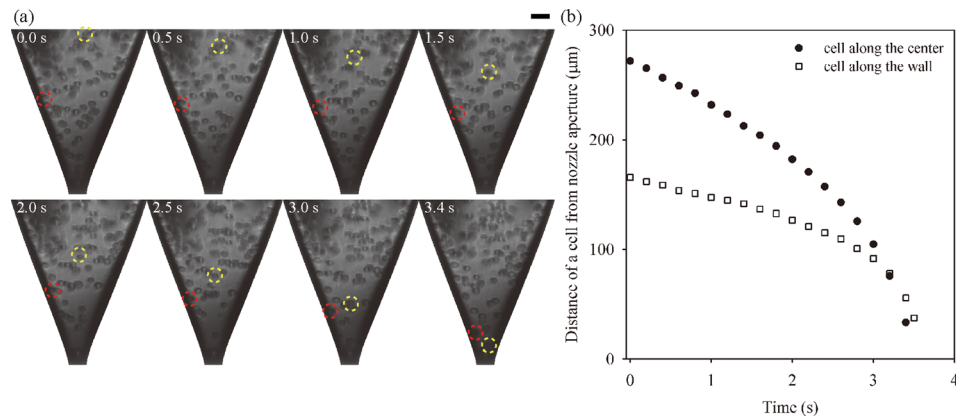 (a)
0.0 s
0.5 s
1.0 s
1.5 s
2.0 s
2.5 s
3.0 s
3.4 s
(b)
300
200
100
0
0
1
2
3
4
Distance of a cell from nozzle aperture (μm)
Time (s)
cell along the center
cell along the wall